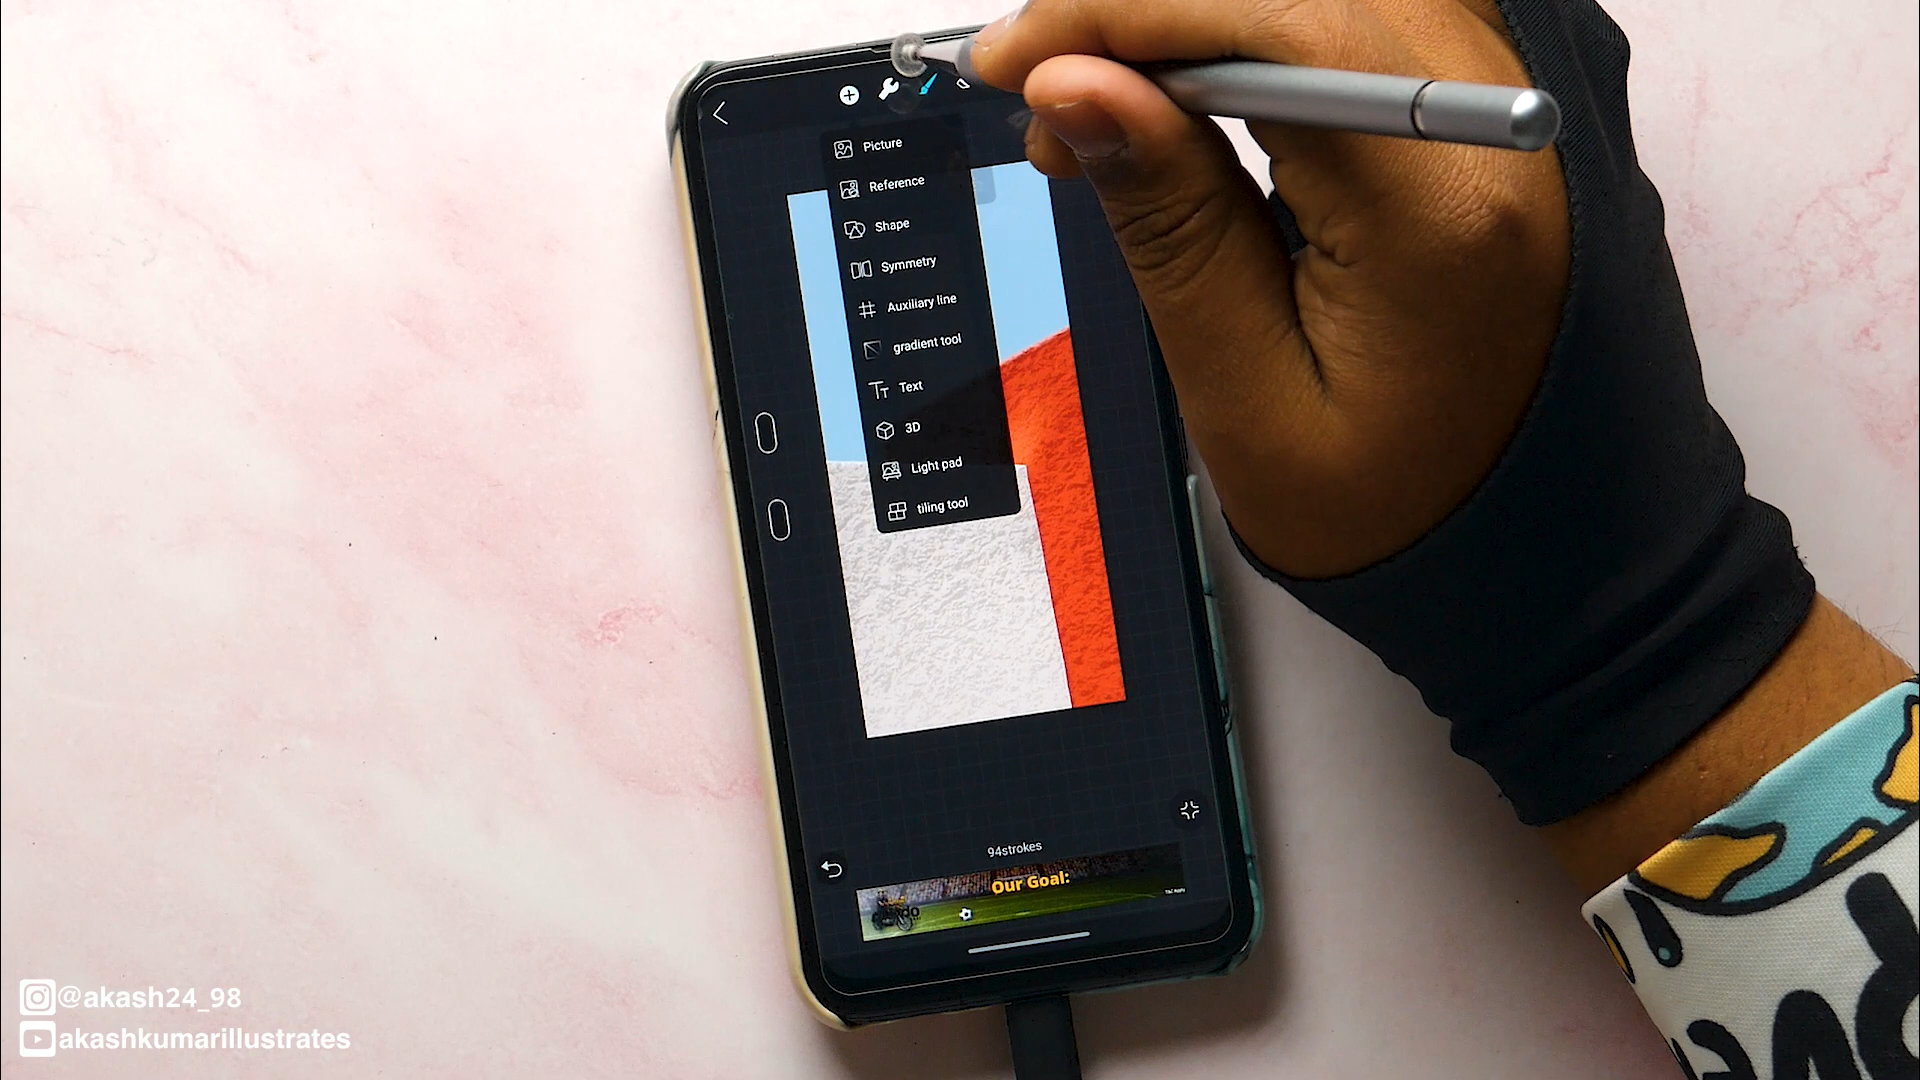 Picture
Reference
Shape
Symmetry
Auxiliary line
gradient tool
Text
3D
Light pad
tiling tool
94strokes
Our Goal:
@akash24_98
akashkumarillustrates